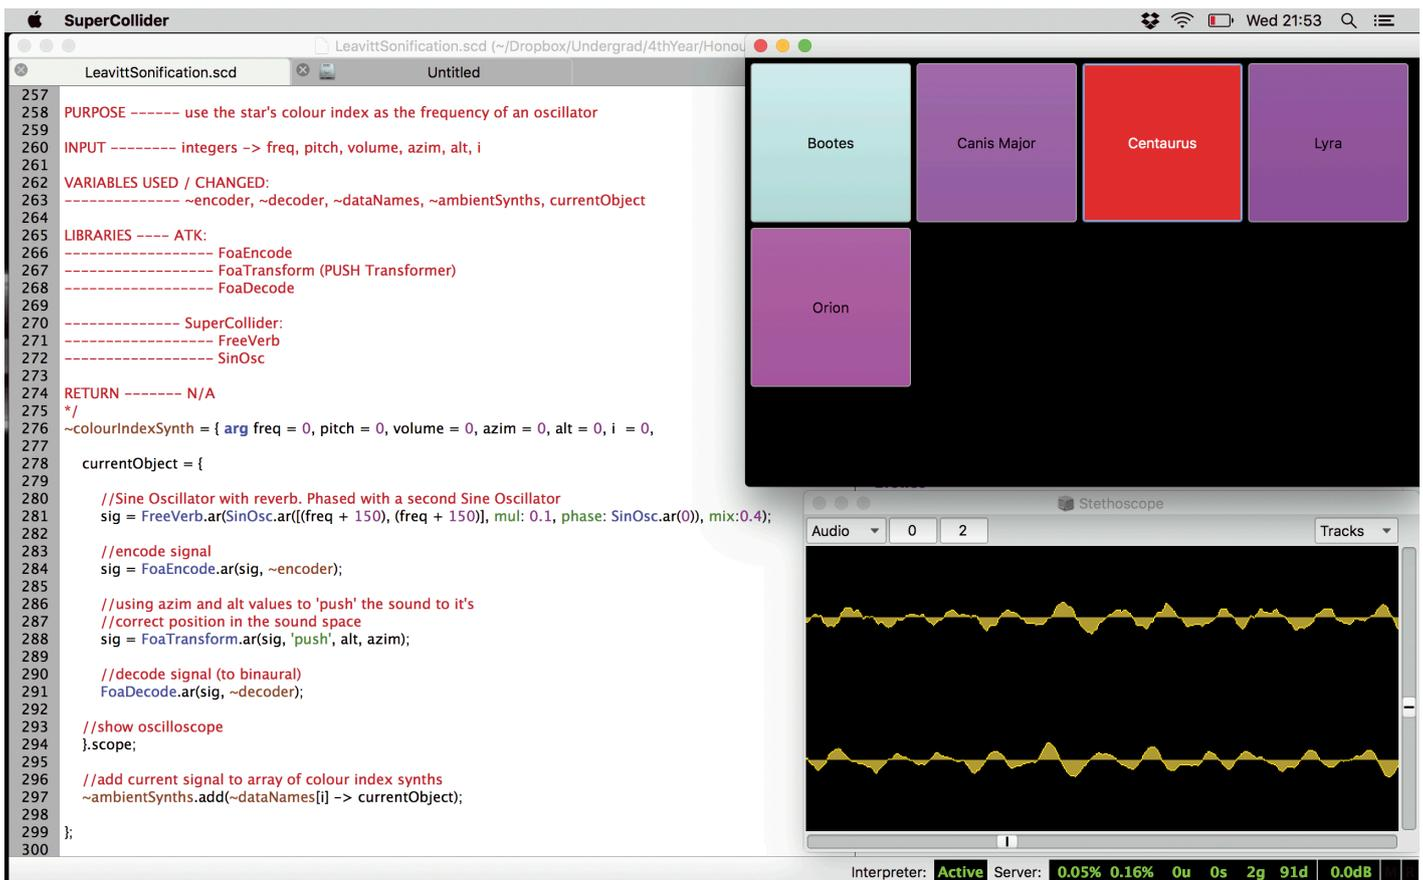 SuperCollider
Wed 21:53
LeavittSonification.scd (~/Dropbox/Undergrad/4thYear/Honou
LeavittSonification.scd
Untitled
257
258 PURPOSE ------ use the star's colour index as the frequency of an oscillator
259
260 INPUT -------- integers -> freq, pitch, volume, azim, alt, i
261
262 VARIABLES USED / CHANGED:
263 -------------- ~encoder, ~decoder, ~dataNames, ~ambientSynths, currentObject
264
265 LIBRARIES ---- ATK:
266 ------------------ FoaEncode
267 ------------------ FoaTransform (PUSH Transformer)
268 ------------------ FoaDecode
269
270 -------------- SuperCollider:
271 ------------------ FreeVerb
272 ------------------ SinOsc
273
274 RETURN ------- N/A
275 */
276 ~colourIndexSynth = { arg freq = 0, pitch = 0, volume = 0, azim = 0, alt = 0, i  = 0,
277
278 currentObject = {
279
280 //Sine Oscillator with reverb. Phased with a second Sine Oscillator
281 sig = FreeVerb.ar(SinOsc.ar([(freq + 150), (freq + 150)], mul: 0.1, phase: SinOsc.ar(0)), mix:0.4);
282
283 //encode signal
284 sig = FoaEncode.ar(sig, ~encoder);
285
286 //using azim and alt values to 'push' the sound to it's
287 //correct position in the sound space
288 sig = FoaTransform.ar(sig, 'push', alt, azim);
289
290 //decode signal (to binaural)
291 FoaDecode.ar(sig, ~decoder);
292
293 //show oscilloscope
294 }.scope;
295
296 //add current signal to array of colour index synths
297 ~ambientSynths.add(~dataNames[i] -> currentObject);
298
299 };
300
Bootes
Canis Major
Centaurus
Lyra
Orion
Stethoscope
Audio 0 2 Tracks
Interpreter: Active Server: 0.05% 0.16% 0u 0s 2g 91d 0.0dB